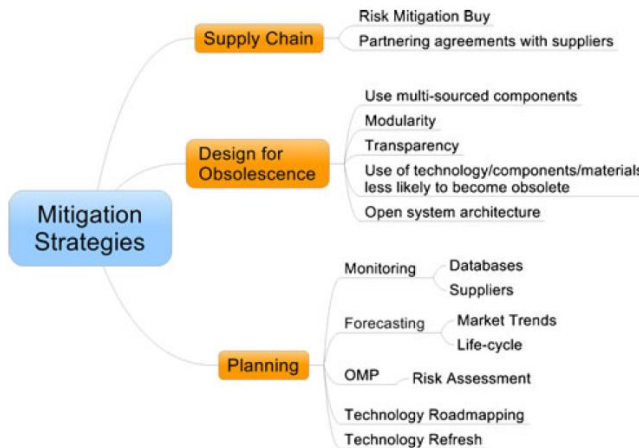 Mitigation
Strategies
Supply Chain
Risk Mitigation Buy
Partnering agreements with suppliers
Design for
Obsolescence
Use multi-sourced components
Modularity
Transparency
Use of technology/components/materials
less likely to become obsolete
Open system architecture
Planning
Monitoring
Databases
Suppliers
Forecasting
Market Trends
Life-cycle
OMP
Risk Assessment
Technology Roadmapping
Technology Refresh